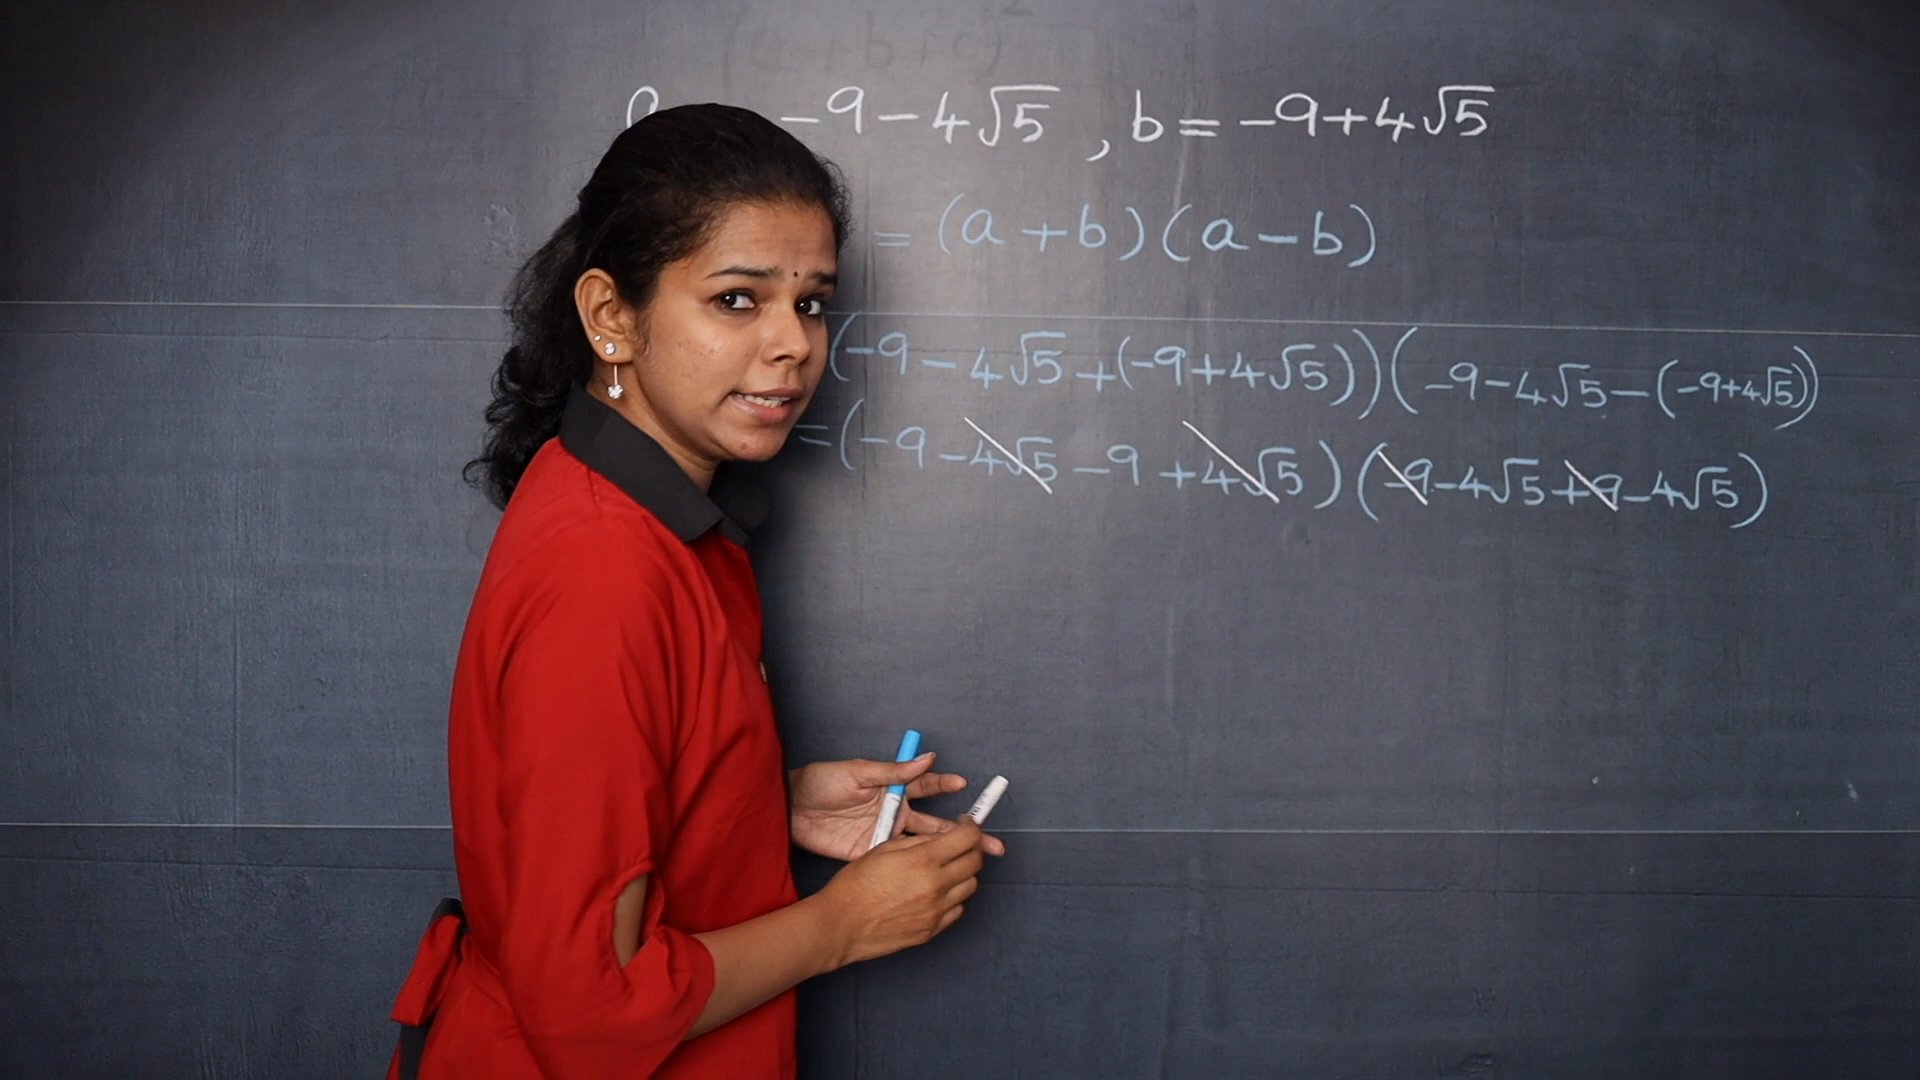 (a+b+c)²
a -9-4√5 , b = -9+4√5
= (a+b)(a-b)
(-9-4√5+(-9+4√5))(-9-4√5-(-9+4√5))
=(-9-4√5-9+4√5)(-9-4√5+9-4√5)